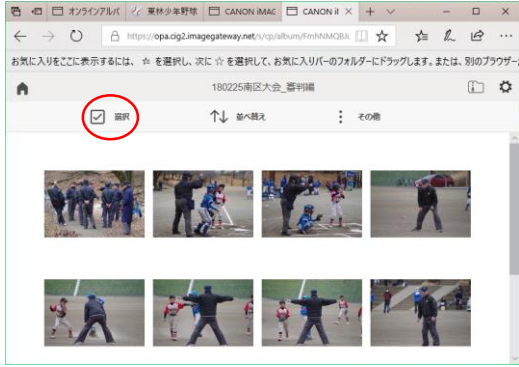 オンラインアルバ 東林少年野球 CANON iMAG CANON iI
https://opa.cig2.imagegateway.net/s/cp/album/FmhNMQBJc
お気に入りをここに表示するには、 を選択し、次に ☆ を選択して、お気に入りバーのフォルダーにドラッグします。または、別のブラウザー
180225南区大会_審判編
選択 並べ替え その他